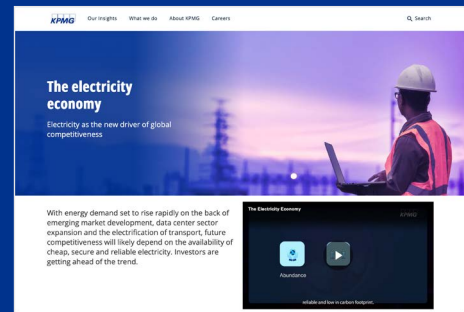 KPMG
Our Insights
What we do
About KPMG
Careers
Search
The electricity
economy
Electricity as the new driver of global
competitiveness
With energy demand set to rise rapidly on the back of
emerging market development, data center sector
expansion and the electrification of transport, future
competitiveness will likely depend on the availability of
cheap, secure and reliable electricity. Investors are
getting ahead of the trend.
The Electricity Economy
KPMG
Abundance
reliable and low in carbon footprint.